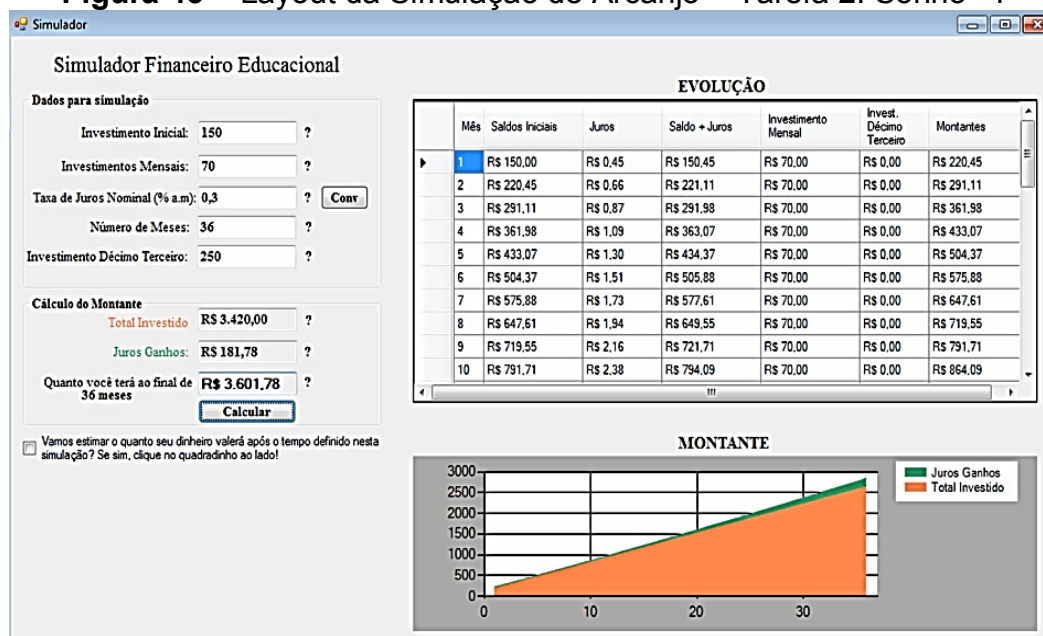 Simulador
Simulador Financeiro Educacional
Dados para simulação
Investimento Inicial: 150 ?
Investimentos Mensais: 70 ?
Taxa de Juros Nominal (% a.m): 0,3 ? Conv
Número de Meses: 36 ?
Investimento Décimo Terceiro: 250 ?
Cálculo do Montante
Total Investido R$ 3.420,00 ?
Juros Ganhos: R$ 181,78 ?
Quanto você terá ao final de
36 meses
R$ 3.601,78 ?
Calcular
Vamos estimar o quanto seu dinheiro valerá após o tempo definido nesta
simulação? Se sim, clique no quadradinho ao lado!
EVOLUÇÃO
Mês Saldos Iniciais Juros Saldo + Juros Investimento Mensal Invest. Décimo Terceiro Montantes
1 R$ 150,00 R$ 0,45 R$ 150,45 R$ 70,00 R$ 0,00 R$ 220,45
2 R$ 220,45 R$ 0,66 R$ 221,11 R$ 70,00 R$ 0,00 R$ 291,11
3 R$ 291,11 R$ 0,87 R$ 291,98 R$ 70,00 R$ 0,00 R$ 361,98
4 R$ 361,98 R$ 1,09 R$ 363,07 R$ 70,00 R$ 0,00 R$ 433,07
5 R$ 433,07 R$ 1,30 R$ 434,37 R$ 70,00 R$ 0,00 R$ 504,37
6 R$ 504,37 R$ 1,51 R$ 505,88 R$ 70,00 R$ 0,00 R$ 575,88
7 R$ 575,88 R$ 1,73 R$ 577,61 R$ 70,00 R$ 0,00 R$ 647,61
8 R$ 647,61 R$ 1,94 R$ 649,55 R$ 70,00 R$ 0,00 R$ 719,55
9 R$ 719,55 R$ 2,16 R$ 721,71 R$ 70,00 R$ 0,00 R$ 791,71
10 R$ 791,71 R$ 2,38 R$ 794,09 R$ 70,00 R$ 0,00 R$ 864,09
MONTANTE
3000
2500
2000
1500
1000
500
0
0 10 20 30
Juros Ganhos
Total Investido